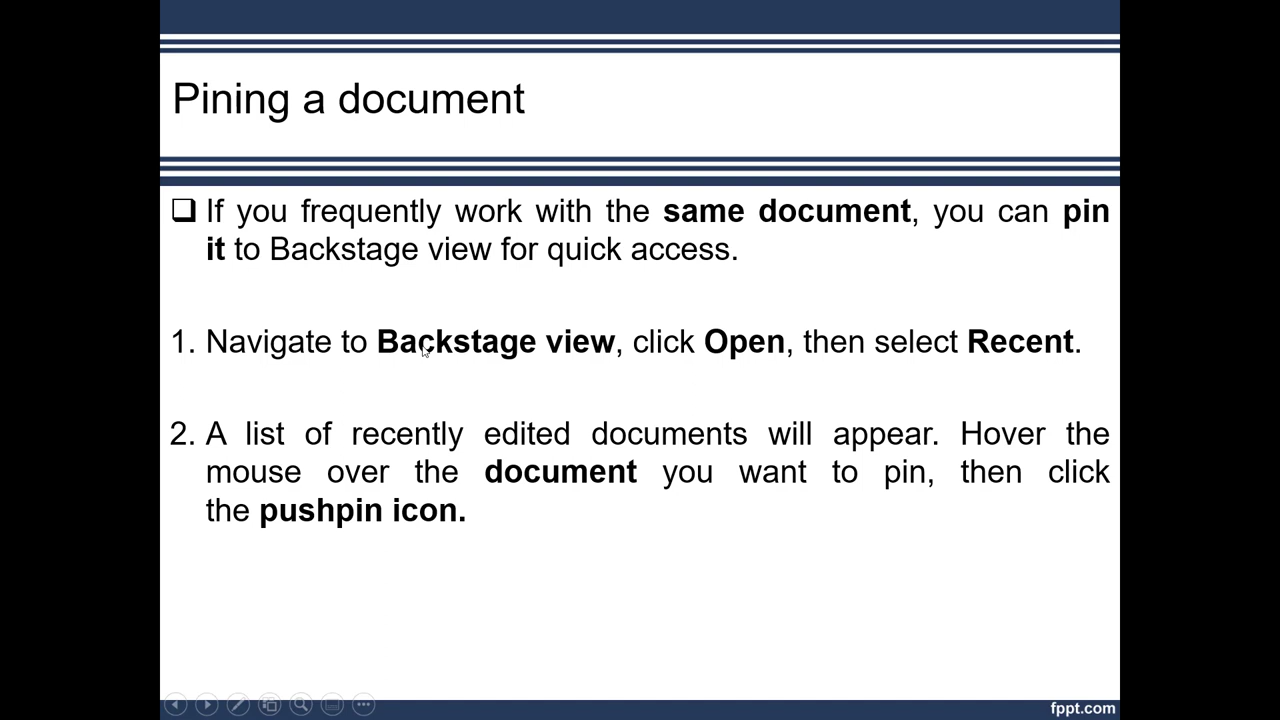 Pining a document
If you frequently work with the same document, you can pin
it to Backstage view for quick access.
1. Navigate to Backstage view, click Open, then select Recent.
2. A list of recently edited documents will appear. Hover the
mouse over the document you want to pin, then click
the pushpin icon.
fppt.com